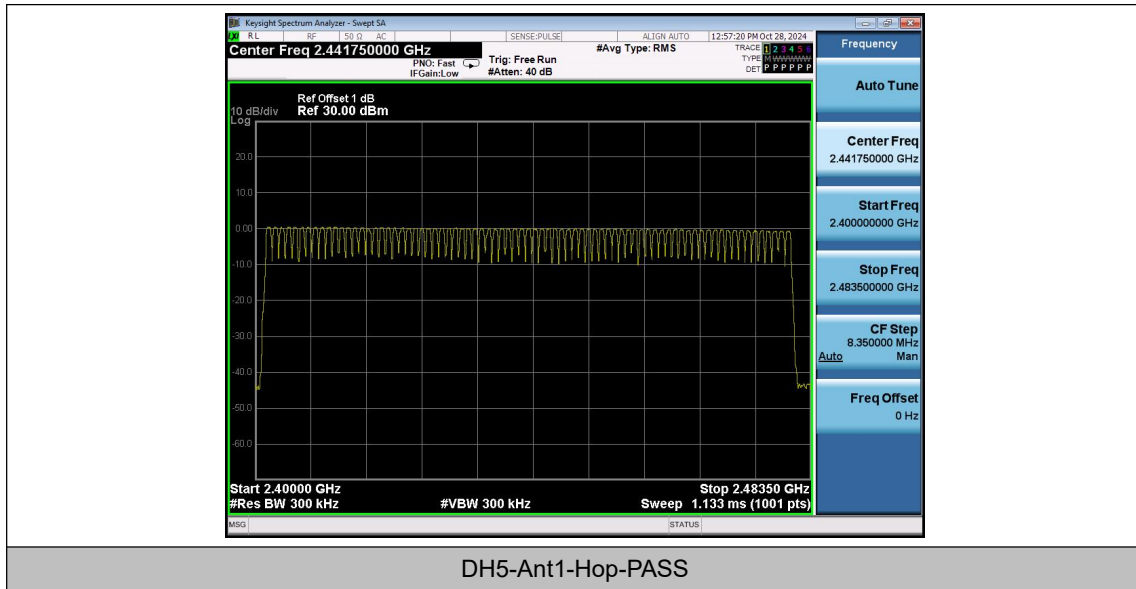 Keysight Spectrum Analyzer - Swept SA
RL RF 50 Ω AC SENSE:PULSE ALIGN AUTO 12:57:20 PM Oct 28, 2024
Center Freq 2.441750000 GHz #Avg Type: RMS TRACE 1 2 3 4 5 6
PNO: Fast Trig: Free Run TYPE M WWWWW
IFGain:Low #Atten: 40 dB DET P P P P P P
Ref Offset 1 dB
10 dB/div Ref 30.00 dBm
Log
20.0
10.0
0.00
-10.0
-20.0
-30.0
-40.0
-50.0
-60.0
Start 2.40000 GHz Stop 2.48350 GHz
#Res BW 300 kHz #VBW 300 kHz Sweep 1.133 ms (1001 pts)
MSG STATUS
Frequency
Auto Tune
Center Freq
2.441750000 GHz
Start Freq
2.400000000 GHz
Stop Freq
2.483500000 GHz
CF Step
8.350000 MHz
Auto Man
Freq Offset
0 Hz
DH5-Ant1-Hop-PASS